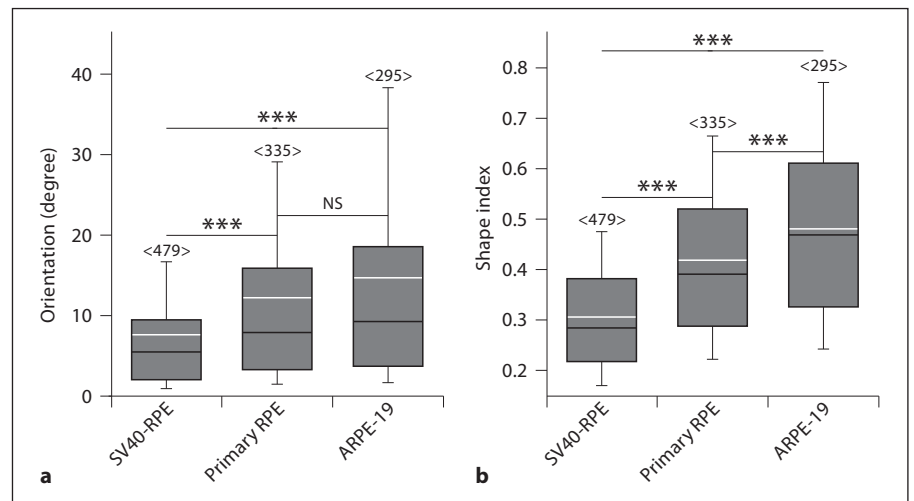 40
30
20
10
0
Orientation (degree)
***
<295>
<335>
NS
***
<479>
SV40-RPE
Primary RPE
ARPE-19
a
0.8
0.7
0.6
0.5
0.4
0.3
0.2
Shape index
***
<295>
<335>
***
***
<479>
SV40-RPE
Primary RPE
ARPE-19
b